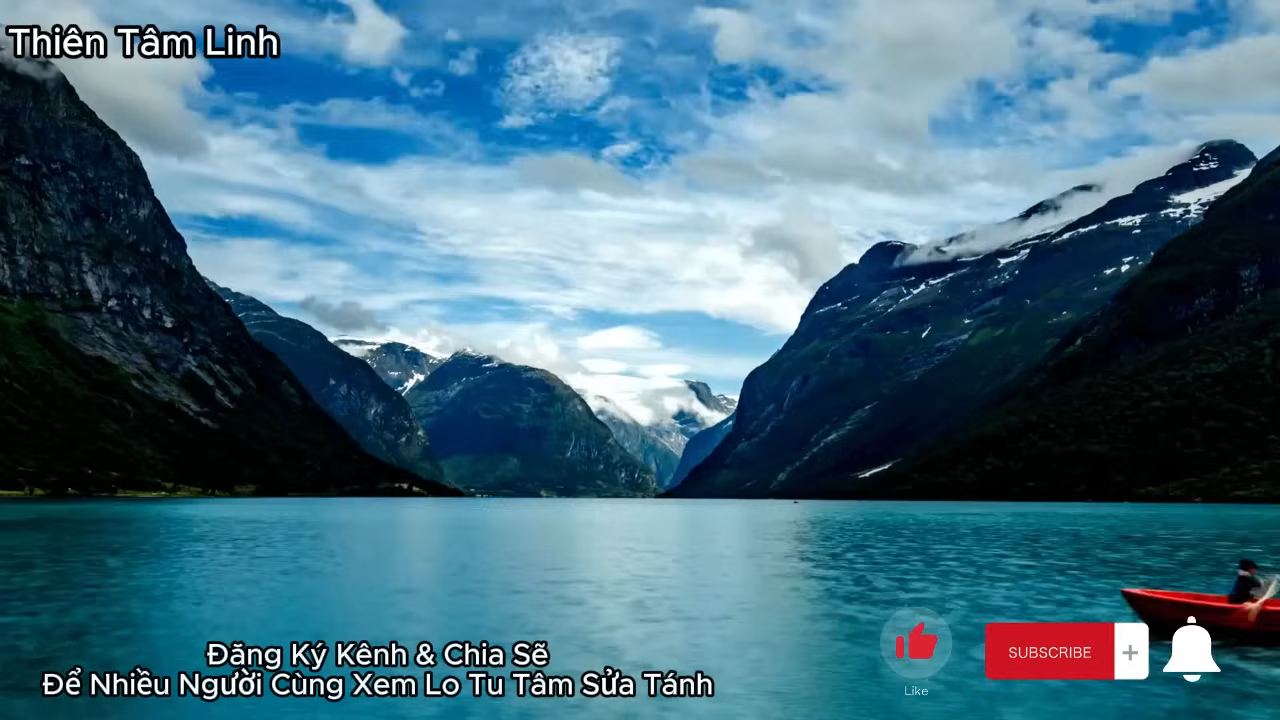 Thiên Tâm Linh
Đặng Ký Kênh & Chia Sẽ
Để Nhiều Người Cùng Xem Lo Tu Tâm Sửa Tánh
Like
SUBSCRIBE